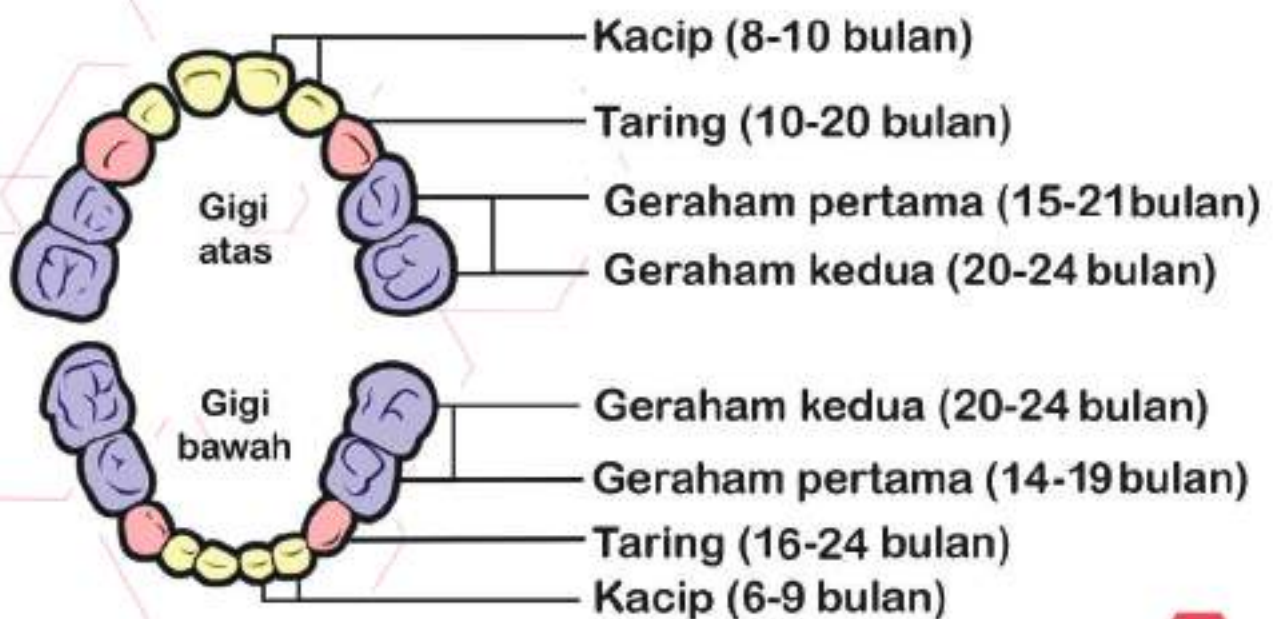 Kacip (8-10 bulan)
Taring (10-20 bulan)
Geraham pertama (15-21bulan)
Geraham kedua (20-24 bulan)
Gigi
atas
Gigi
bawah
Geraham kedua (20-24 bulan)
Geraham pertama (14-19bulan)
Taring (16-24 bulan)
Kacip (6-9 bulan)